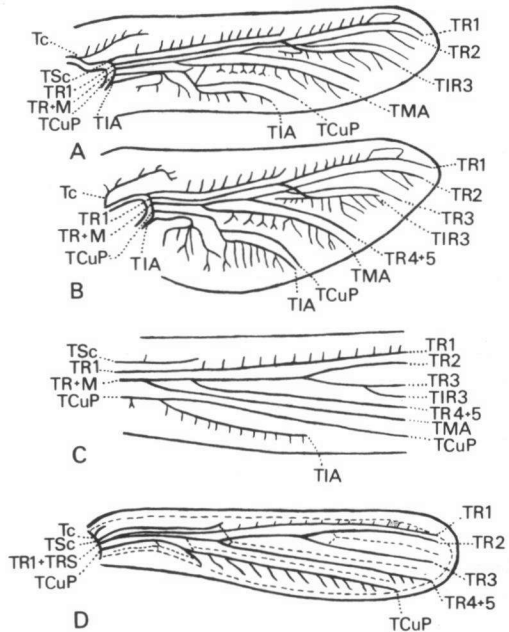 TR1
Tc
TR2
TSc
TR1
TIR3
TR+M
TMA
TCuP
TIA
TCuP
TIA
A
TR1
Tc
TR2
TR1
TR3
TR+M
TIR3
TCuP
TIA
TR4+5
TMA
B
TCuP
TIA
TR1
TSc
TR2
TR1
TR+M
TR3
TCuP
TIR3
TR4+5
TMA
TCuP
C
TIA
TR1
Tc
TSc
TR2
TR1+TRS
TCuP
TR3
TR4+5
TCuP
D